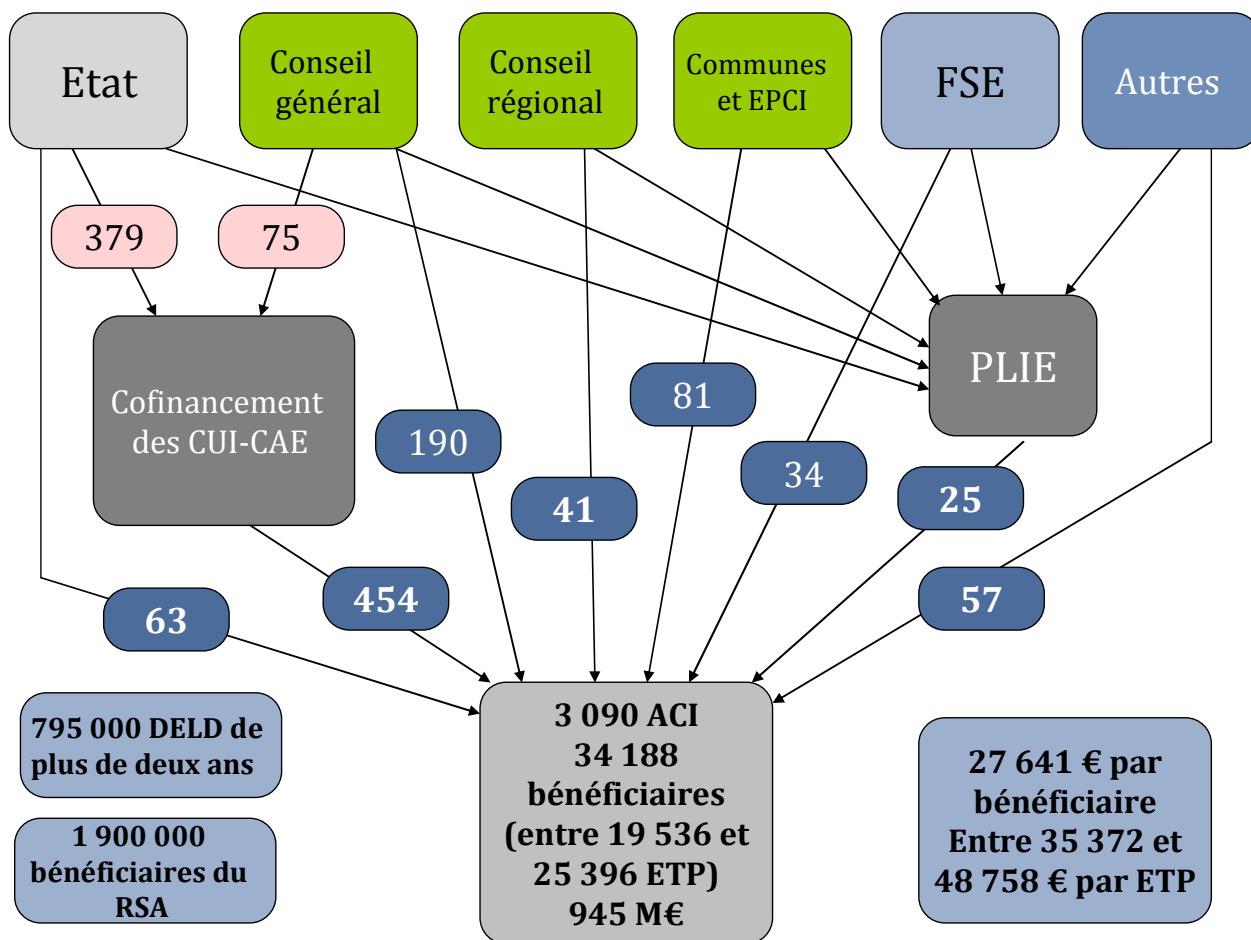 Etat
Conseil
général
Conseil
régional
Communes
et EPCI
FSE
Autres
379
75
Cofinancement
des CUI-CAE
PLIE
190
81
34
41
25
63
454
57
795 000 DELD de
plus de deux ans
1 900 000
bénéficiaires du
RSA
3 090 ACI
34 188
bénéficiaires
(entre 19 536 et
25 396 ETP)
945 M€
27 641 € par
bénéficiaire
Entre 35 372 et
48 758 € par ETP